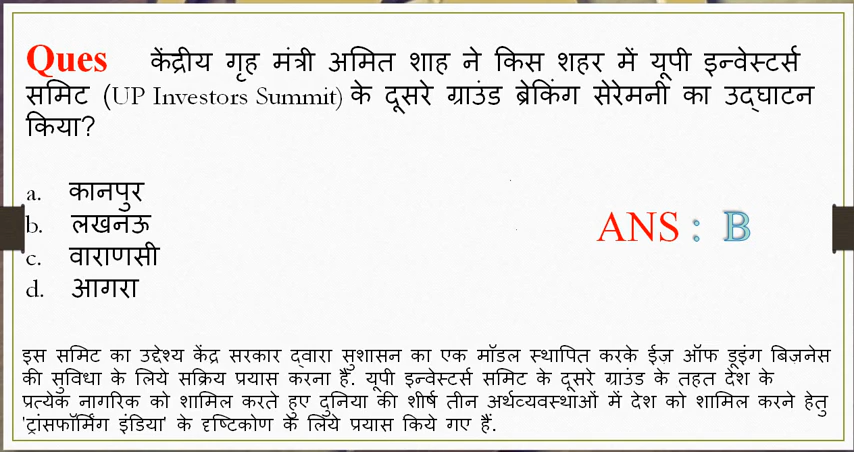 Ques केंद्रीय गृह मंत्री अमित शाह ने किस शहर में यूपी इन्वेस्टर्स
समिट (UP Investors Summit) के दूसरे ग्राउंड ब्रेकिंग सेरेमनी का उद्घाटन
किया?
a. कानपुर
b. लखनऊ
c. वाराणसी
d. आगरा
ANS : B
इस समिट का उद्देश्य केंद्र सरकार द्वारा सुशासन का एक मॉडल स्थापित करके ईज़ ऑफ डूइंग बिज़नेस
की सुविधा के लिये सक्रिय प्रयास करना है. यूपी इन्वेस्टर्स समिट के दूसरे ग्राउंड के तहत देश के
प्रत्येक नागरिक को शामिल करते हुए दुनिया की शीर्ष तीन अर्थव्यवस्थाओं में देश को शामिल करने हेतु
'ट्रांसफॉर्मिंग इंडिया' के दृष्टिकोण के लिये प्रयास किये गए हैं.